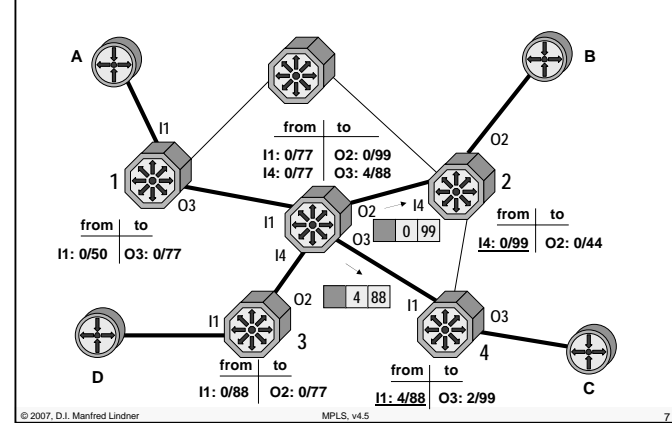 A
B
I1
O2
from to
I1: 0/77 O2: 0/99
I4: 0/77 O3: 4/88
1
O3
2
I1
O2
I4
O3
0 99
from to
I4: 0/99 O2: 0/44
from to
I1: 0/50 O3: 0/77
I4
4 88
O2
I1
3
I1
O3
4
D
C
from to
I1: 0/88 O2: 0/77
from to
I1: 4/88 O3: 2/99
© 2007, D.I. Manfred Lindner
MPLS, v4.5
7